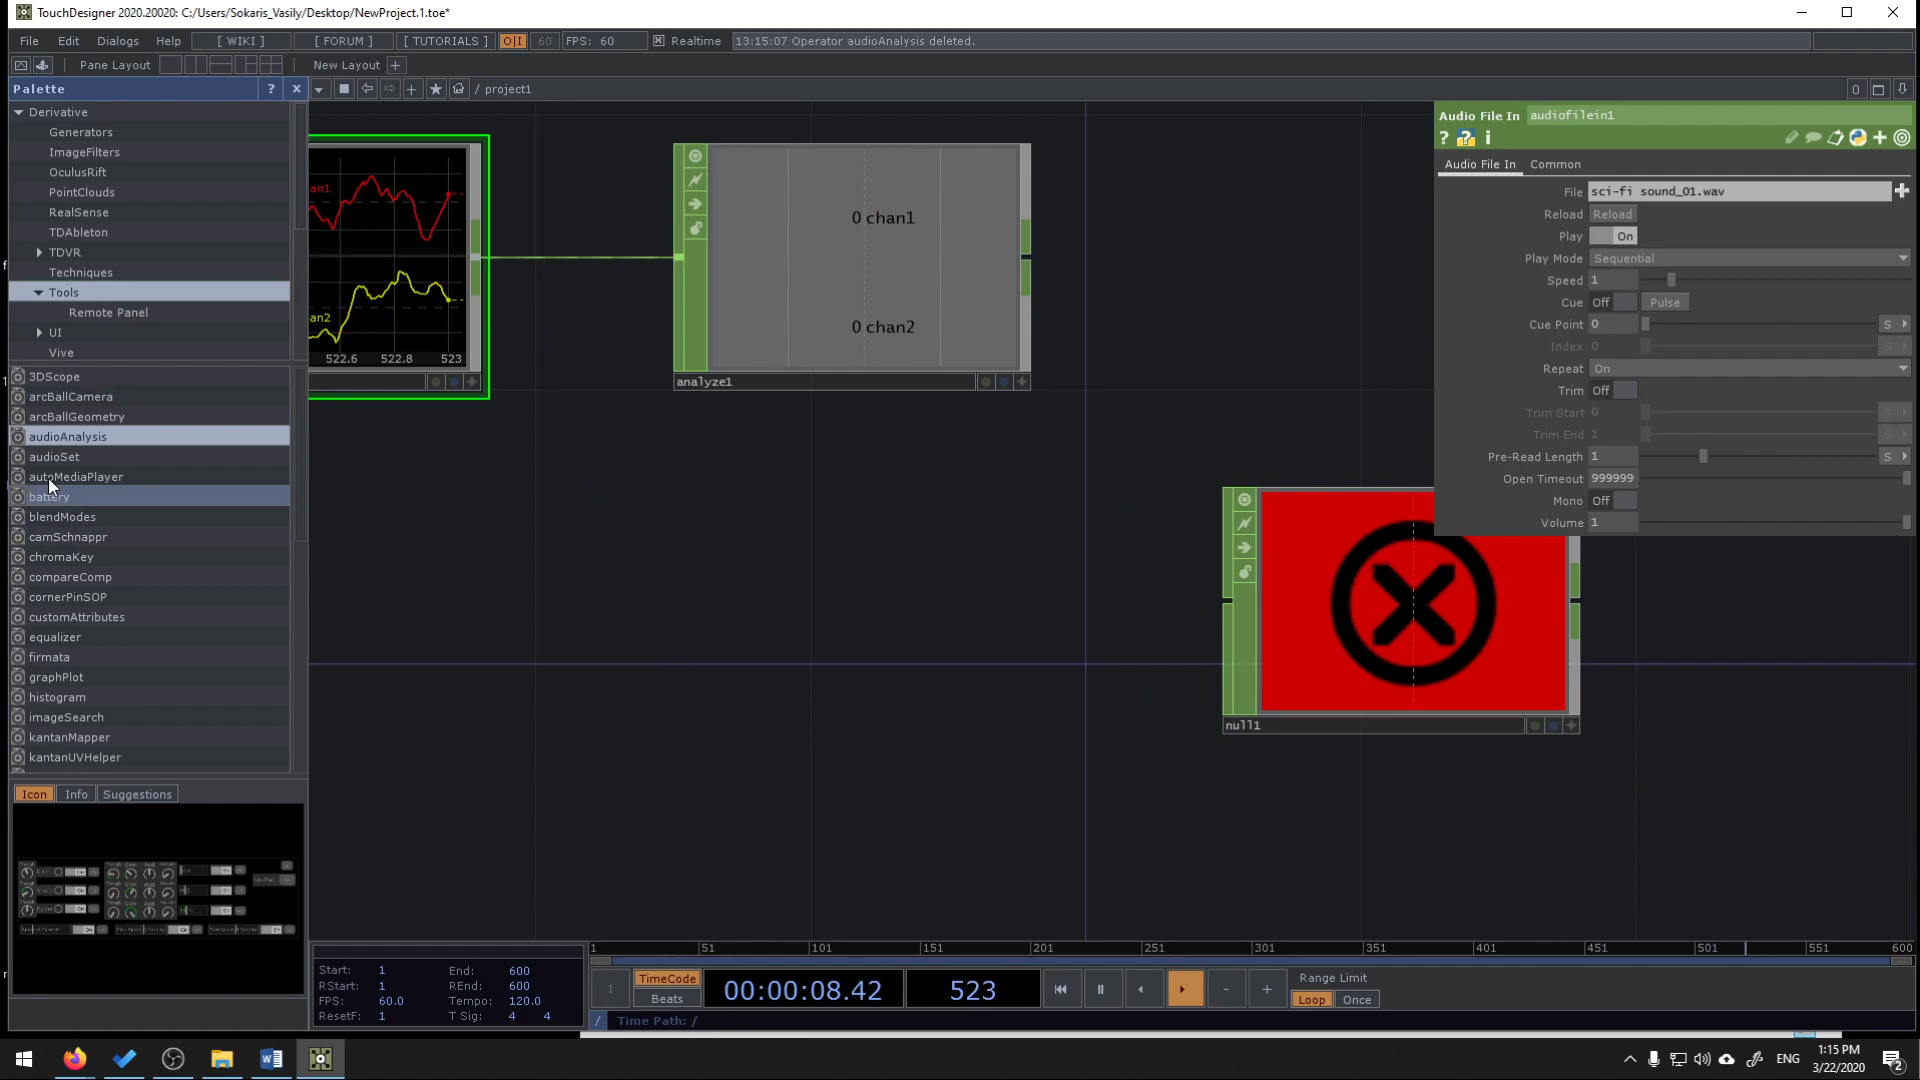 TouchDesigner 2020.20020: C:/Users/Sokaris_Vasily/Desktop/NewProject.1.toe*
File Edit Dialogs Help [ WIKI ] [ FORUM ] [ TUTORIALS ] O|I 60 FPS: 60 Realtime 13:15:07 Operator audioAnalysis deleted.
Pane Layout New Layout +
Palette ? x / project1 0
Derivative
Generators
ImageFilters
OculusRift
PointClouds
RealSense
TDAbleton
TDVR
Techniques
Tools
Remote Panel
UI
Vive
3DScope
arcBallCamera
arcBallGeometry
audioAnalysis
audioSet
autoMediaPlayer
battery
blendModes
camSchnappr
chromaKey
compareComp
cornerPinSOP
customAttributes
equalizer
firmata
graphPlot
histogram
imageSearch
kantanMapper
kantanUVHelper
Icon Info Suggestions
an1
an2
522.6 522.8 523
0 chan1
0 chan2
analyze1
null1
Audio File In audiofilein1
? ? i
Audio File In Common
File sci-fi sound_01.wav
Reload Reload
Play On
Play Mode Sequential
Speed 1
Cue Off Pulse
Cue Point 0 S
Index 0 S
Repeat On
Trim Off
Trim Start 0 S
Trim End 1 S
Pre-Read Length 1 S
Open Timeout 999999
Mono Off
Volume 1
1 51 101 151 201 251 301 351 401 451 501 551 600
Start: 1 End: 600
RStart: 1 REnd: 600
FPS: 60.0 Tempo: 120.0
ResetF: 1 T Sig: 4 4
1 TimeCode Beats 00:00:08.42 523 - + Range Limit
Loop Once
/ Time Path: /
ENG 1:15 PM
3/22/2020
2